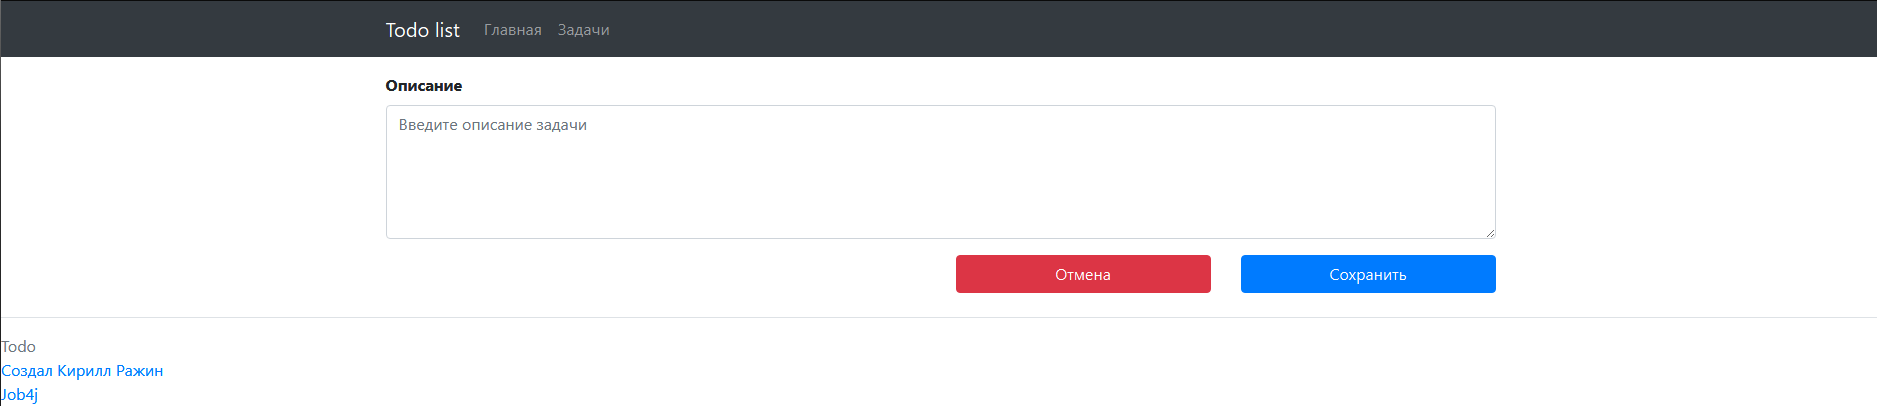 Todo list Главная Задачи
Описание
Введите описание задачи
Отмена Сохранить
Todo
Создал Кирилл Ражин
Job4j